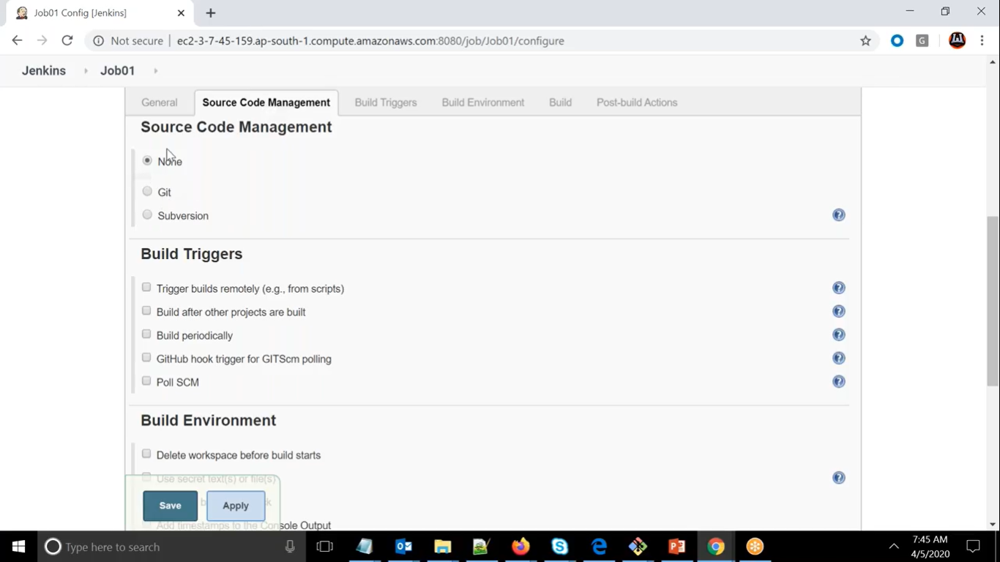 Job01 Config [Jenkins]
Not secure | ec2-3-7-45-159.ap-south-1.compute.amazonaws.com:8080/job/Job01/configure
G
Jenkins Job01
General Source Code Management Build Triggers Build Environment Build Post-build Actions
Source Code Management
None
Git
Subversion
Build Triggers
Trigger builds remotely (e.g., from scripts)
Build after other projects are built
Build periodically
GitHub hook trigger for GITScm polling
Poll SCM
Build Environment
Delete workspace before build starts
Use secret text(s) or file(s)
Save Apply
Add timestamps to the Console Output
Type here to search
7:45 AM
4/5/2020